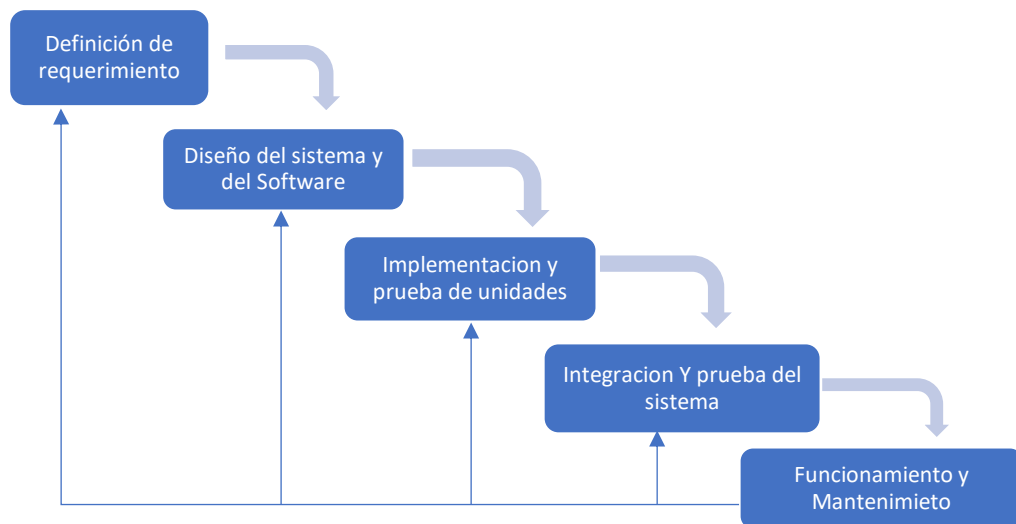 Definición de
requerimiento
Diseño del sistema y
del Software
Implementacion y
prueba de unidades
Integracion Y prueba del
sistema
Funcionamiento y
Mantenimieto